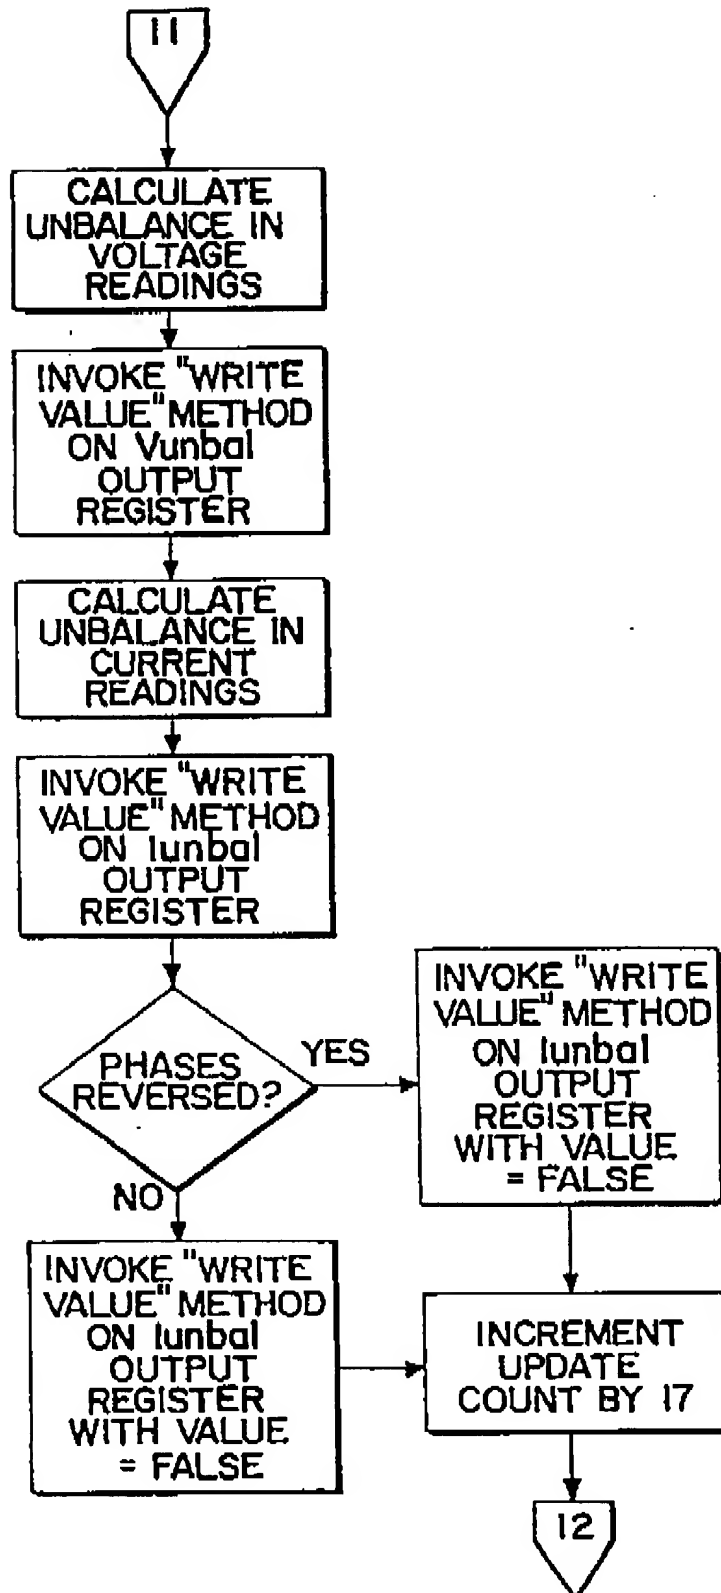 11
CALCULATE
UNBALANCE IN
VOLTAGE
READINGS
INVOKE "WRITE
VALUE" METHOD
ON Vunbal
OUTPUT
REGISTER
CALCULATE
UNBALANCE IN
CURRENT
READINGS
INVOKE "WRITE
VALUE" METHOD
ON Iunbal
OUTPUT
REGISTER
PHASES
REVERSED?
YES
INVOKE "WRITE
VALUE" METHOD
ON Iunbal
OUTPUT
REGISTER
WITH VALUE
= FALSE
NO
INVOKE "WRITE
VALUE" METHOD
ON Iunbal
OUTPUT
REGISTER
WITH VALUE
= FALSE
INCREMENT
UPDATE
COUNT BY 17
12